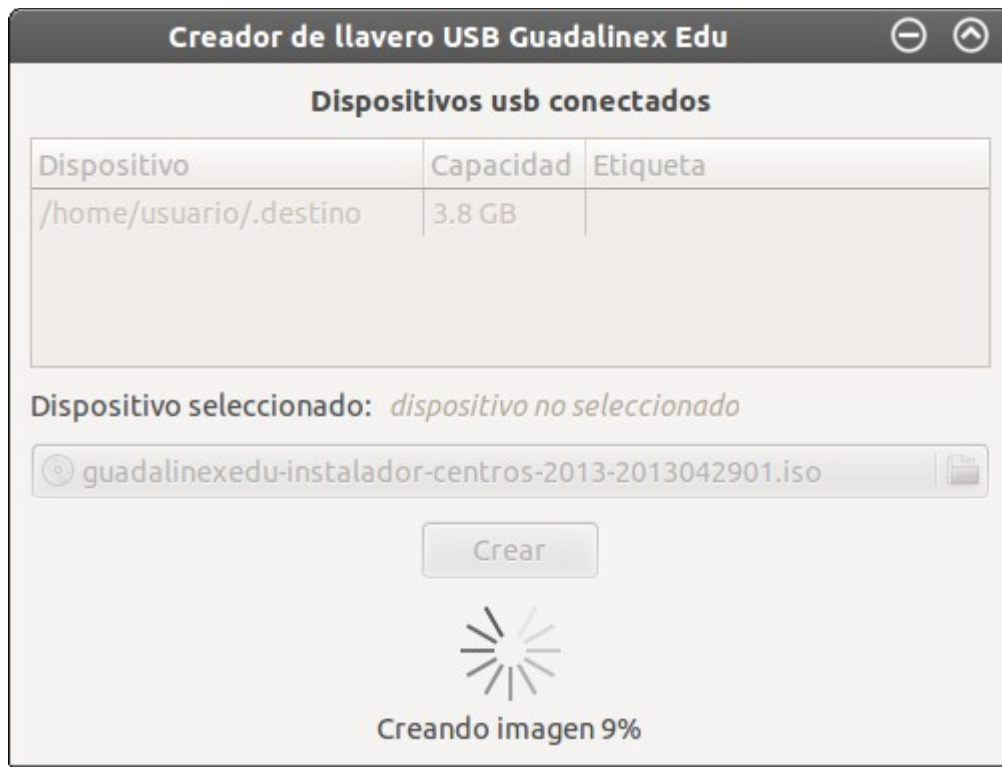 Creador de llavero USB Guadalinex Edu
Dispositivos usb conectados
Dispositivo Capacidad Etiqueta
/home/usuario/.destino 3.8 GB
Dispositivo seleccionado: dispositivo no seleccionado
guadalinexedu-instalador-centros-2013-2013042901.iso
Crear
Creando imagen 9%